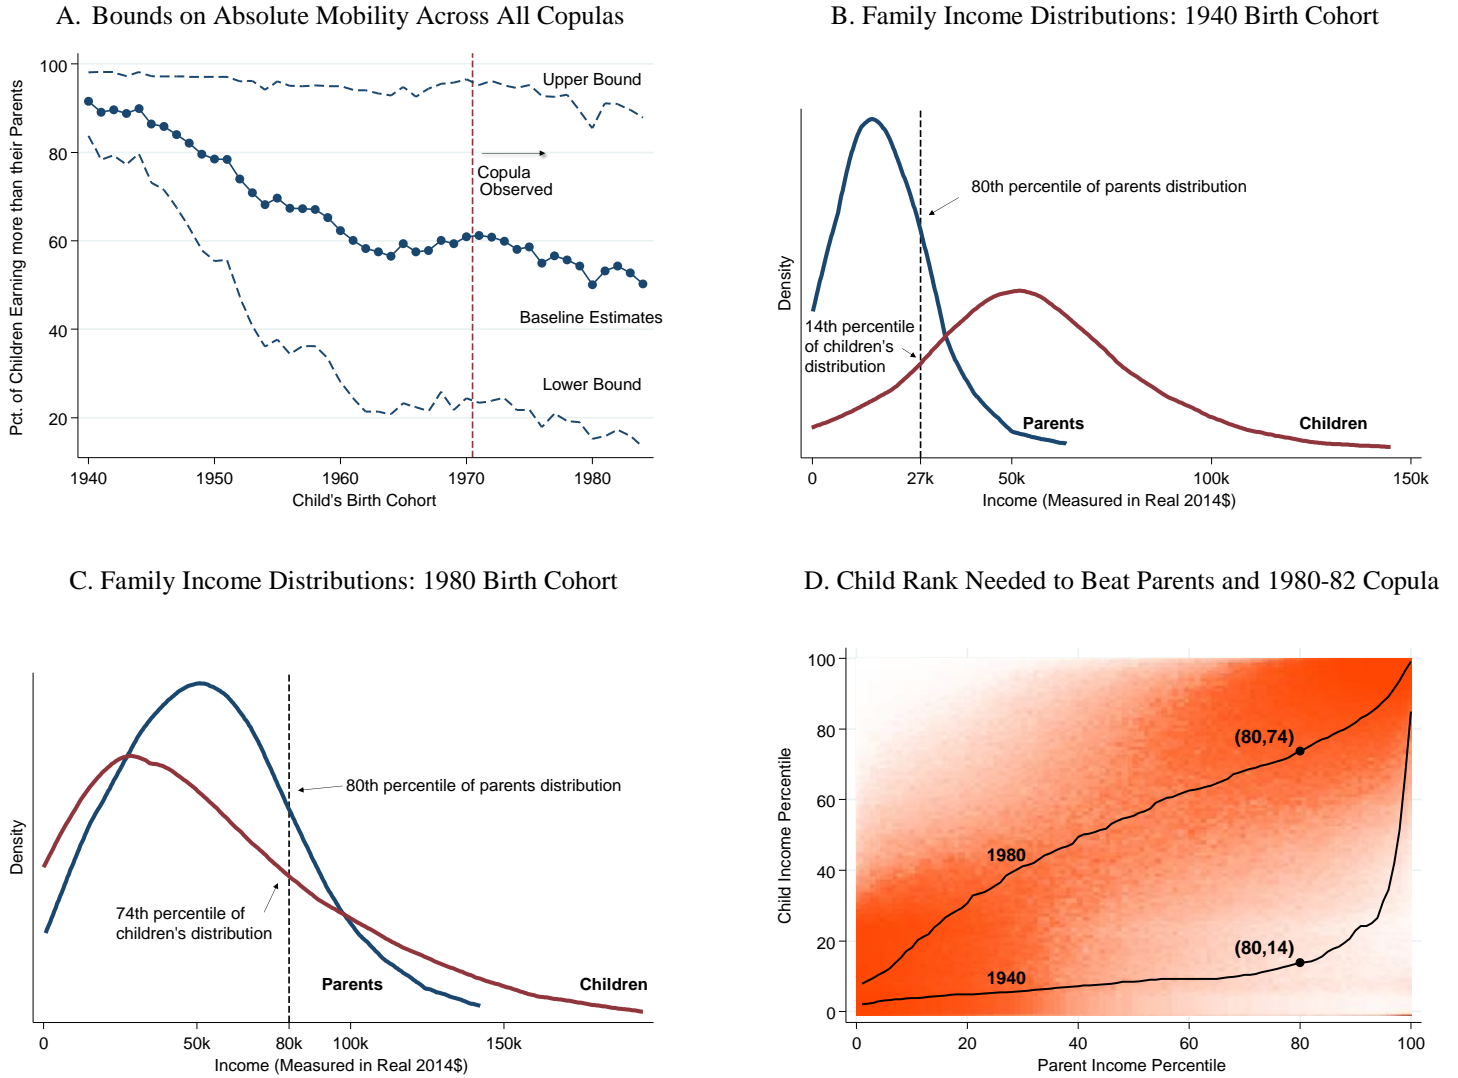 A. Bounds on Absolute Mobility Across All Copulas
Pct. of Children Earning more than their Parents
100
80
60
40
20
Upper Bound
Copula
Observed
Baseline Estimates
Lower Bound
1940
1950
1960
1970
1980
Child's Birth Cohort
B. Family Income Distributions: 1940 Birth Cohort
Density
80th percentile of parents distribution
14th percentile
of children's
distribution
Parents
Children
0
27k
50k
100k
150k
Income (Measured in Real 2014$)
C. Family Income Distributions: 1980 Birth Cohort
Density
80th percentile of parents distribution
74th percentile of
children's distribution
Parents
Children
0
50k
80k
100k
150k
Income (Measured in Real 2014$)
D. Child Rank Needed to Beat Parents and 1980-82 Copula
Child Income Percentile
100
80
60
40
20
0
(80,74)
1980
(80,14)
1940
0
20
40
60
80
100
Parent Income Percentile